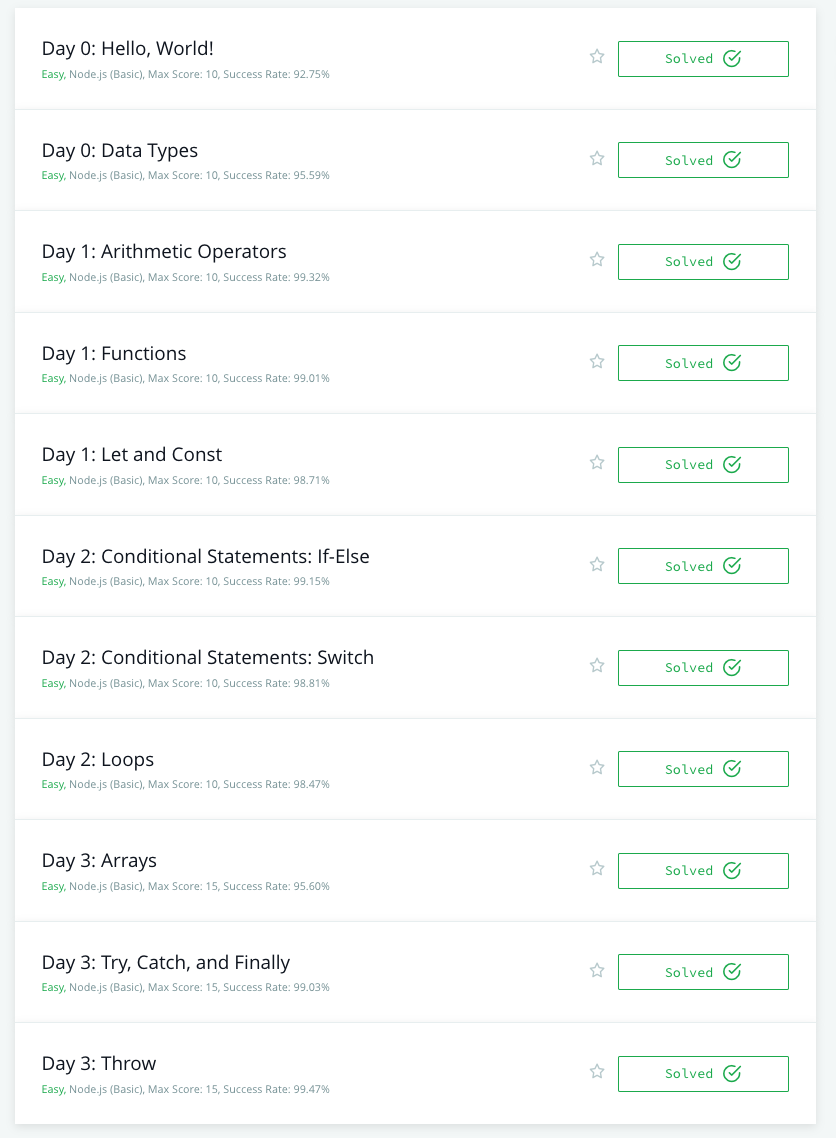 Day 0: Hello, World!
Easy, Node.js (Basic), Max Score: 10, Success Rate: 92.75%
Solved
Day 0: Data Types
Easy, Node.js (Basic), Max Score: 10, Success Rate: 95.59%
Solved
Day 1: Arithmetic Operators
Easy, Node.js (Basic), Max Score: 10, Success Rate: 99.32%
Solved
Day 1: Functions
Easy, Node.js (Basic), Max Score: 10, Success Rate: 99.01%
Solved
Day 1: Let and Const
Easy, Node.js (Basic), Max Score: 10, Success Rate: 98.71%
Solved
Day 2: Conditional Statements: If-Else
Easy, Node.js (Basic), Max Score: 10, Success Rate: 99.15%
Solved
Day 2: Conditional Statements: Switch
Easy, Node.js (Basic), Max Score: 10, Success Rate: 98.81%
Solved
Day 2: Loops
Easy, Node.js (Basic), Max Score: 10, Success Rate: 98.47%
Solved
Day 3: Arrays
Easy, Node.js (Basic), Max Score: 15, Success Rate: 95.60%
Solved
Day 3: Try, Catch, and Finally
Easy, Node.js (Basic), Max Score: 15, Success Rate: 99.03%
Solved
Day 3: Throw
Easy, Node.js (Basic), Max Score: 15, Success Rate: 99.47%
Solved